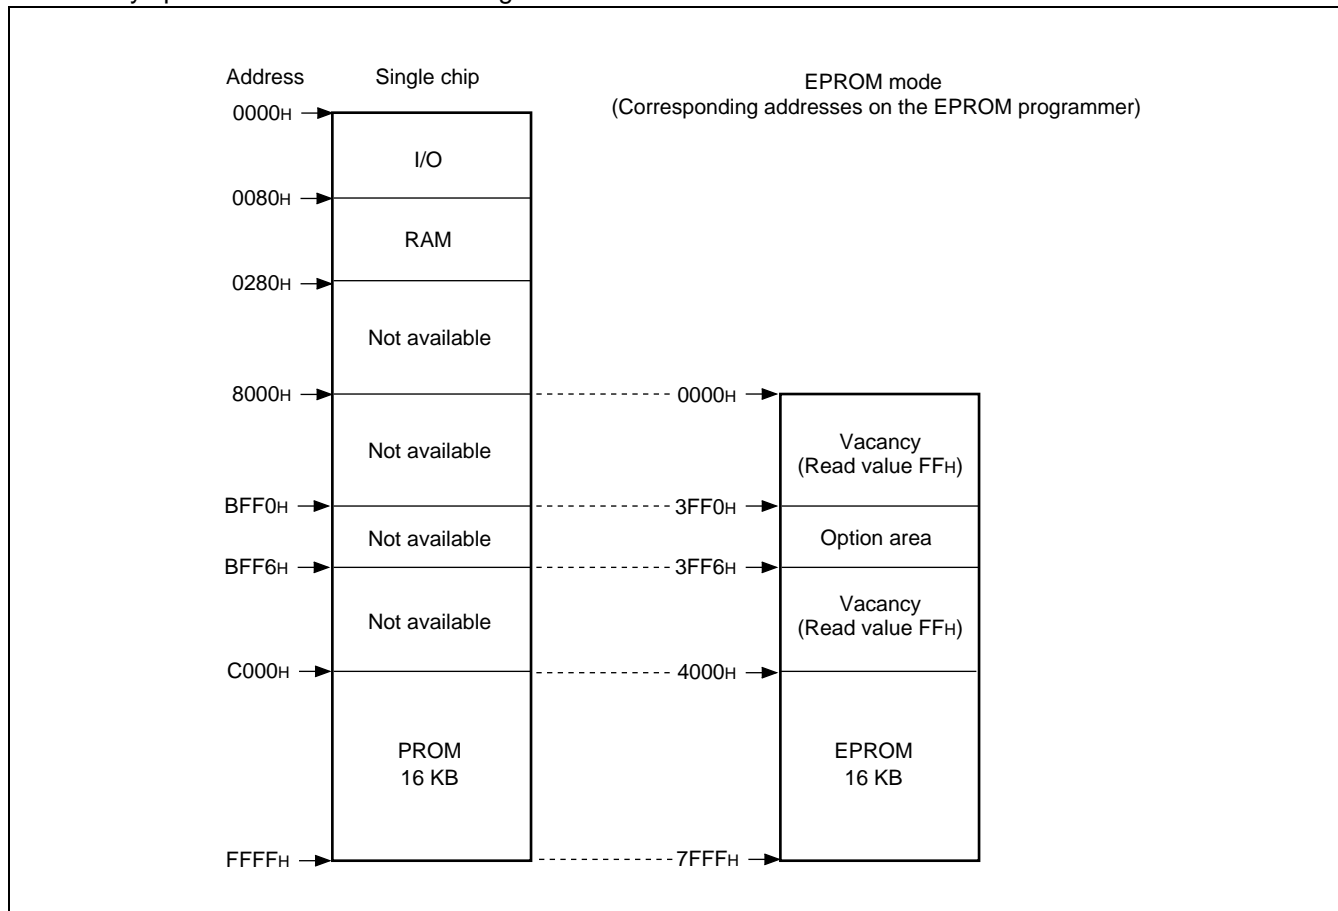 Address
Single chip
EPROM mode
(Corresponding addresses on the EPROM programmer)
0000H
I/O
0080H
RAM
0280H
Not available
8000H
0000H
Not available
Vacancy
(Read value FFH)
BFF0H
3FF0H
Not available
Option area
BFF6H
3FF6H
Not available
Vacancy
(Read value FFH)
C000H
4000H
PROM
16 KB
EPROM
16 KB
FFFFH
7FFFH